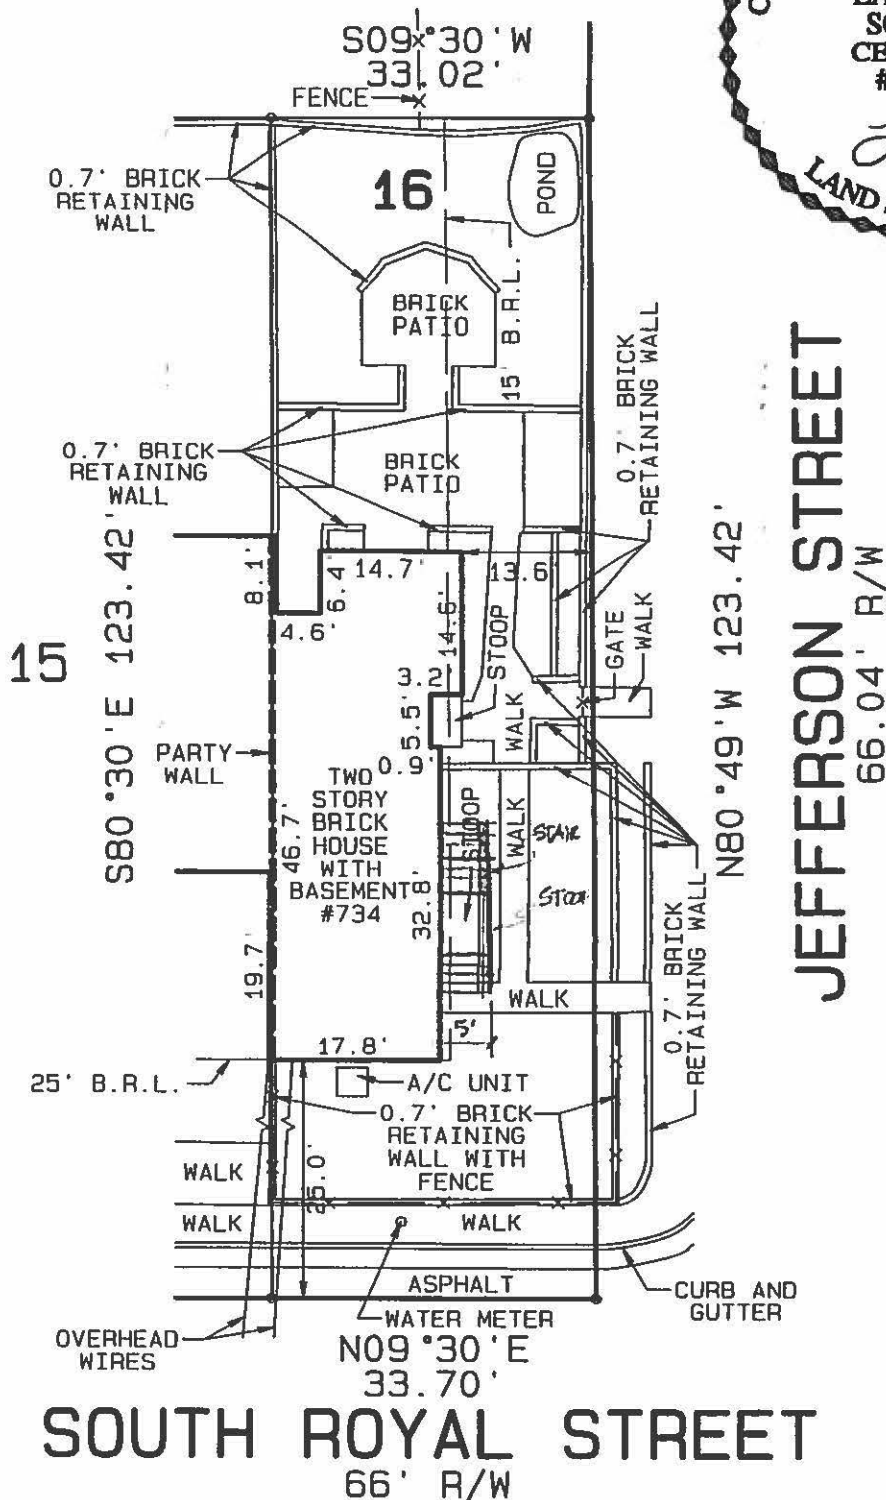 S09°30'W
33.02'
FENCE
#
LAND
0.7' BRICK
RETAINING
WALL
16
POND
15' B.R.L.
BRICK
PATIO
0.7' BRICK
RETAINING WALL
0.7' BRICK
RETAINING
WALL
BRICK
PATIO
JEFFERSON STREET
66.04' R/W
N80°49'W 123.42'
S80°30'E 123.42'
15
8.1'
6.4
14.7'
13.6
4.6'
14.6'
STOOP
GATE
WALK
3.2'
5.5'
WALK
0.9'
PARTY
WALL
TWO
STORY
BRICK
HOUSE
WITH
BASEMENT
#734
46.7'
32.8'
STOOP
WALK
STAIR
STOOP
19.7'
WALK
0.7' BRICK
RETAINING WALL
5'
17.8'
25' B.R.L.
A/C UNIT
0.7' BRICK
RETAINING
WALL WITH
FENCE
25.0'
WALK
WALK
WALK
ASPHALT
CURB AND
GUTTER
WATER METER
OVERHEAD
WIRES
N09°30'E
33.70'
SOUTH ROYAL STREET
66' R/W